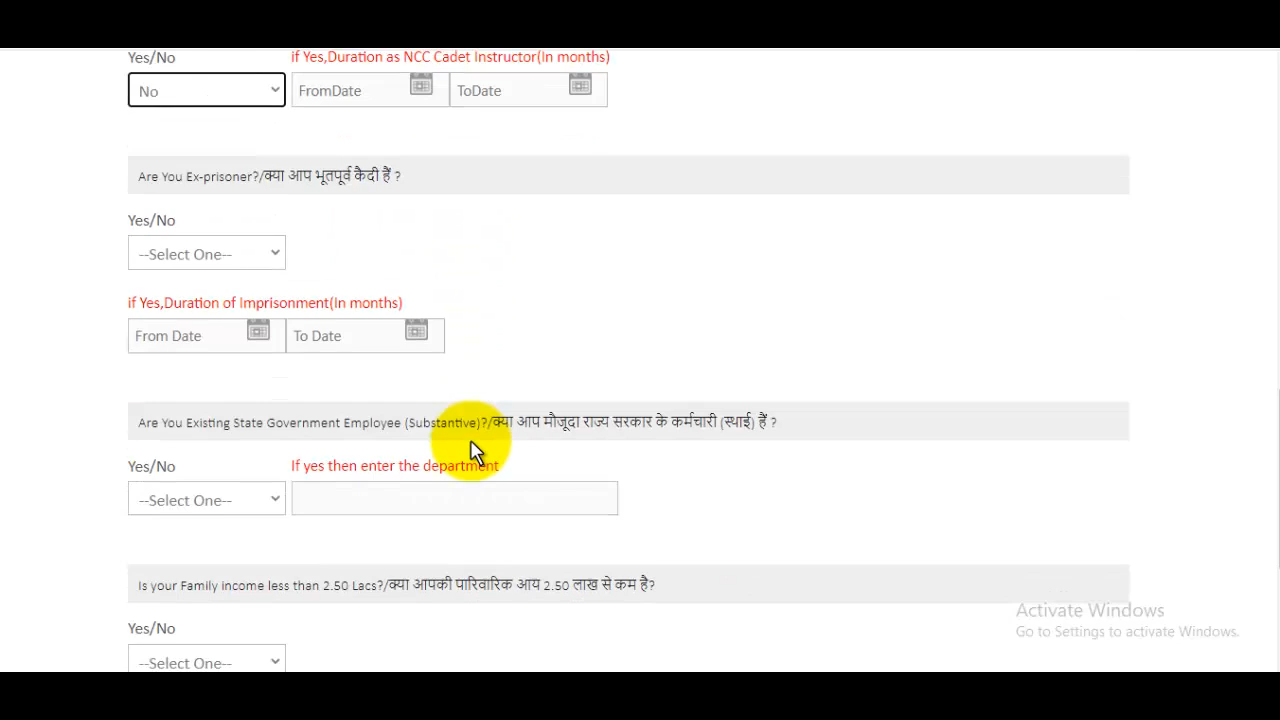 Yes/No if Yes,Duration as NCC Cadet Instructor(In months)
No FromDate ToDate
Are You Ex-prisoner?/क्या आप भूतपूर्व कैदी हैं ?
Yes/No
--Select One--
if Yes,Duration of Imprisonment(In months)
From Date To Date
Are You Existing State Government Employee (Substantive)?/क्या आप मौजूदा राज्य सरकार के कर्मचारी (स्थाई) हैं ?
Yes/No If yes then enter the department
--Select One--
Is your Family income less than 2.50 Lacs?/क्या आपकी पारिवारिक आय 2.50 लाख से कम है?
Activate Windows
Yes/No Go to Settings to activate Windows.
--Select One--